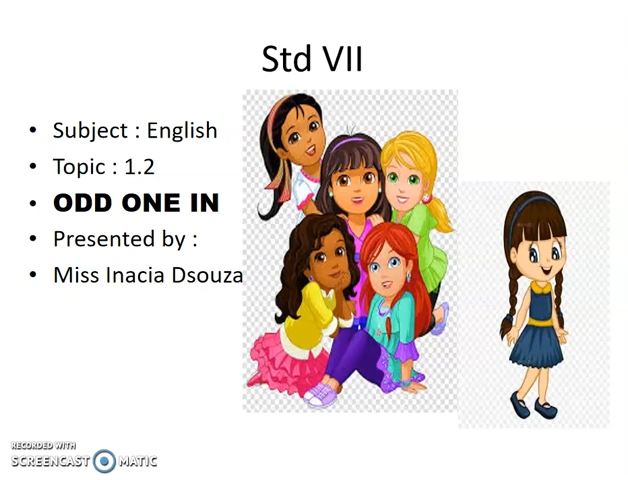 Std VII
• Subject : English
• Topic : 1.2
• ODD ONE IN
• Presented by :
• Miss Inacia Dsouza
RECORDED WITH
SCREENCAST MATIC